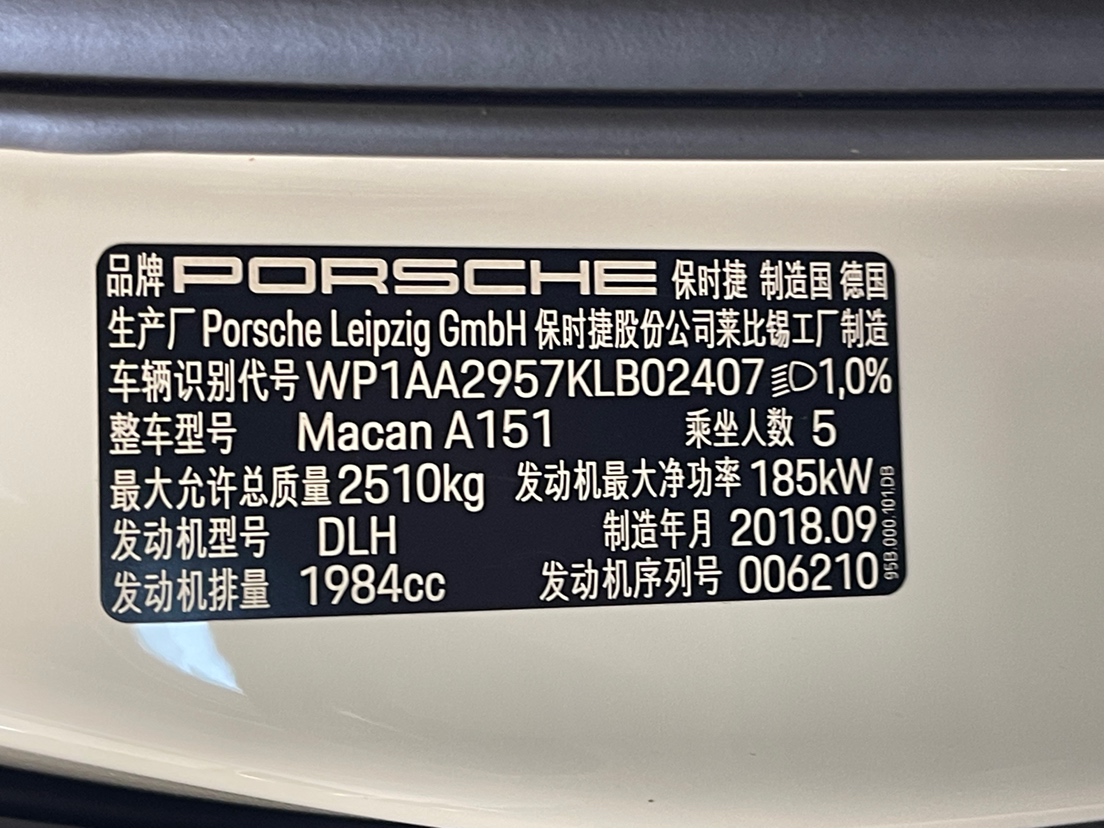 品牌 PORSCHE 保时捷 制造国 德国
生产厂 Porsche Leipzig GmbH 保时捷股份公司莱比锡工厂制造
车辆识别代号 WP1AA2957KLB02407 1,0%
整车型号 Macan A151 乘坐人数 5
最大允许总质量 2510kg 发动机最大净功率 185kW
发动机型号 DLH 制造年月 2018.09
发动机排量 1984cc 发动机序列号 006210
95B.000.101.DB